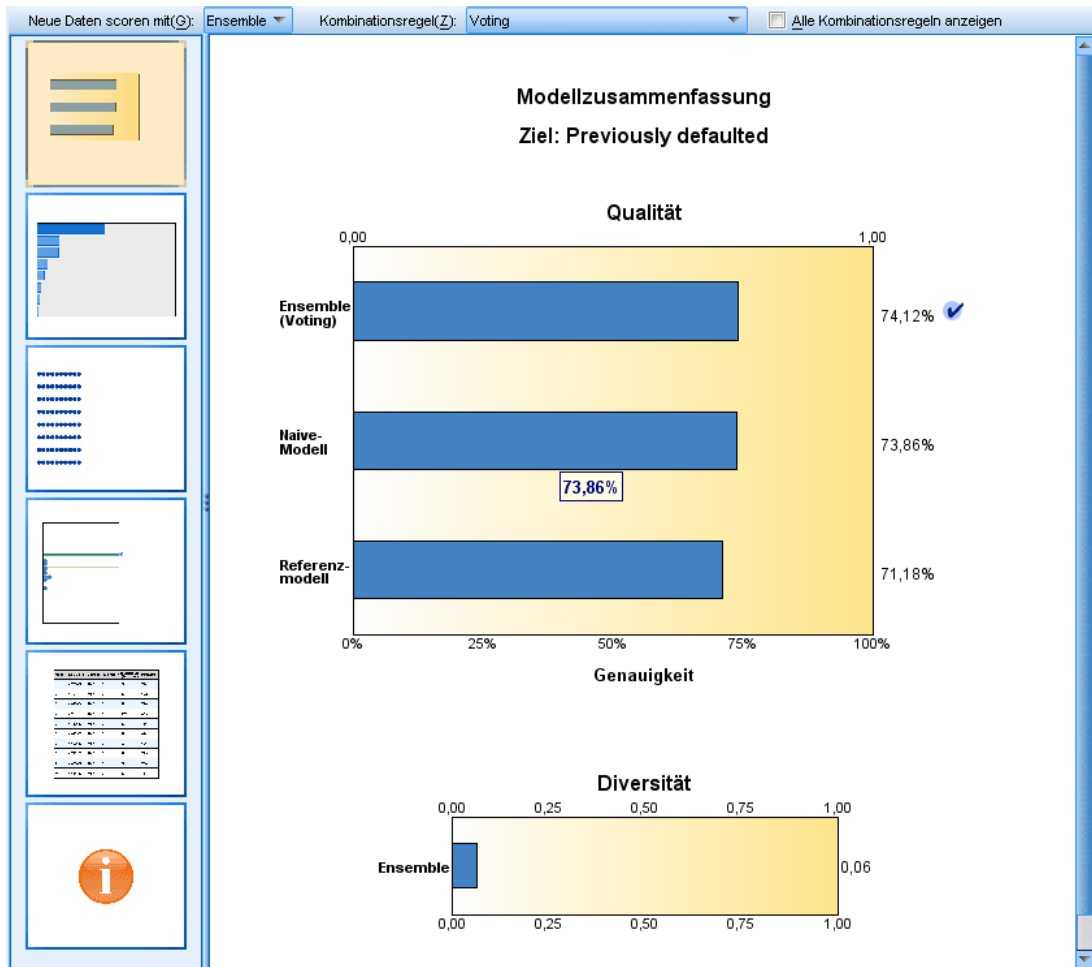 Neue Daten scoren mit(G): Ensemble Kombinationsregel(Z): Voting Alle Kombinationsregeln anzeigen
Modellzusammenfassung
Ziel: Previously defaulted
Qualität
0,00 1,00
Ensemble
(Voting)
74,12%
Naive-
Modell
73,86%
73,86%
Referenz-
modell
71,18%
0% 25% 50% 75% 100%
Genauigkeit
Diversität
0,00 0,25 0,50 0,75 1,00
Ensemble
0,06
0,00 0,25 0,50 0,75 1,00